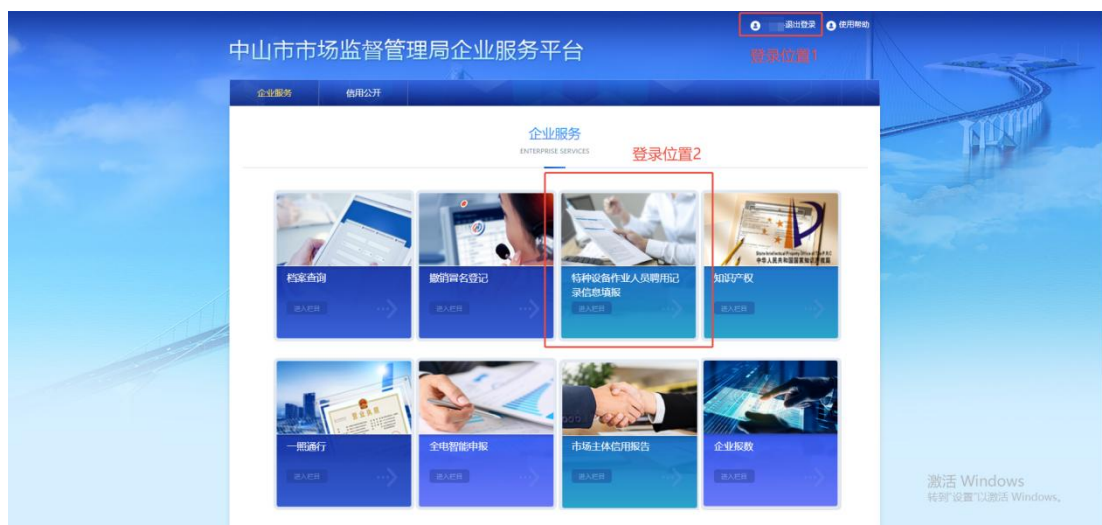 退出登录 使用帮助
中山市市场监督管理局企业服务平台
登录位置1
企业服务 信用公开
企业服务
ENTERPRISE SERVICES
登录位置2
档案查询
撤销冒名登记
特种设备作业人员聘用记
录信息填报
知识产权
中华人民共和国国家知识产权局
进入栏目
进入栏目
进入栏目
进入栏目
营业执照
一照通行
全电智能申报
市场主体信用报告
企业报数
进入栏目
进入栏目
进入栏目
进入栏目
激活 Windows
转到"设置"以激活 Windows。